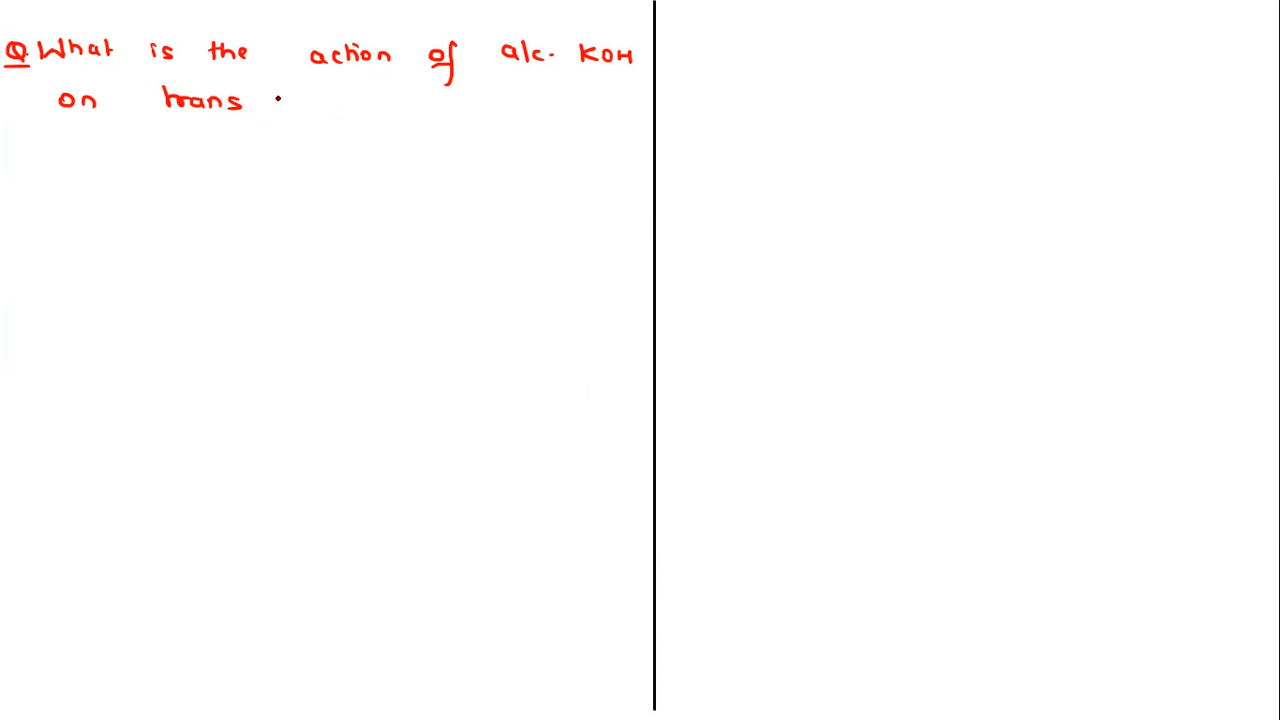 Q What is the action of alc. KOH
on trans